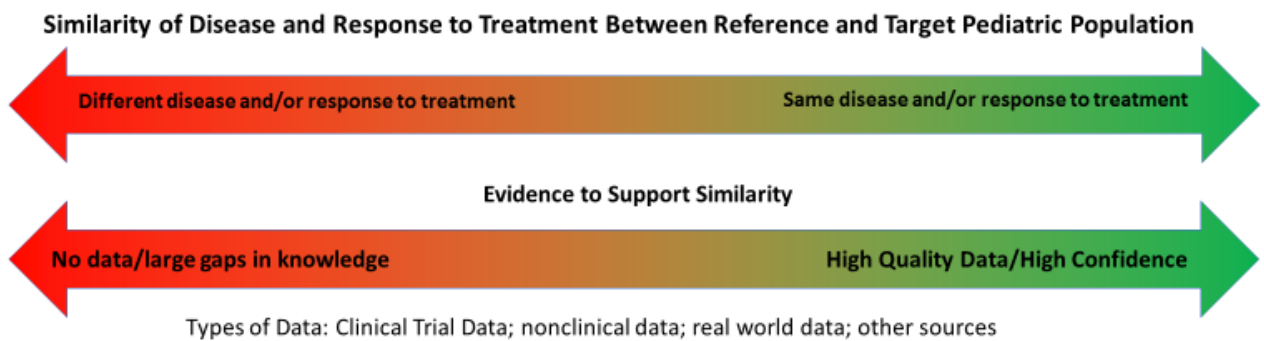 Similarity of Disease and Response to Treatment Between Reference and Target Pediatric Population
Different disease and/or response to treatment
Same disease and/or response to treatment
Evidence to Support Similarity
No data/large gaps in knowledge
High Quality Data/High Confidence
Types of Data: Clinical Trial Data; nonclinical data; real world data; other sources